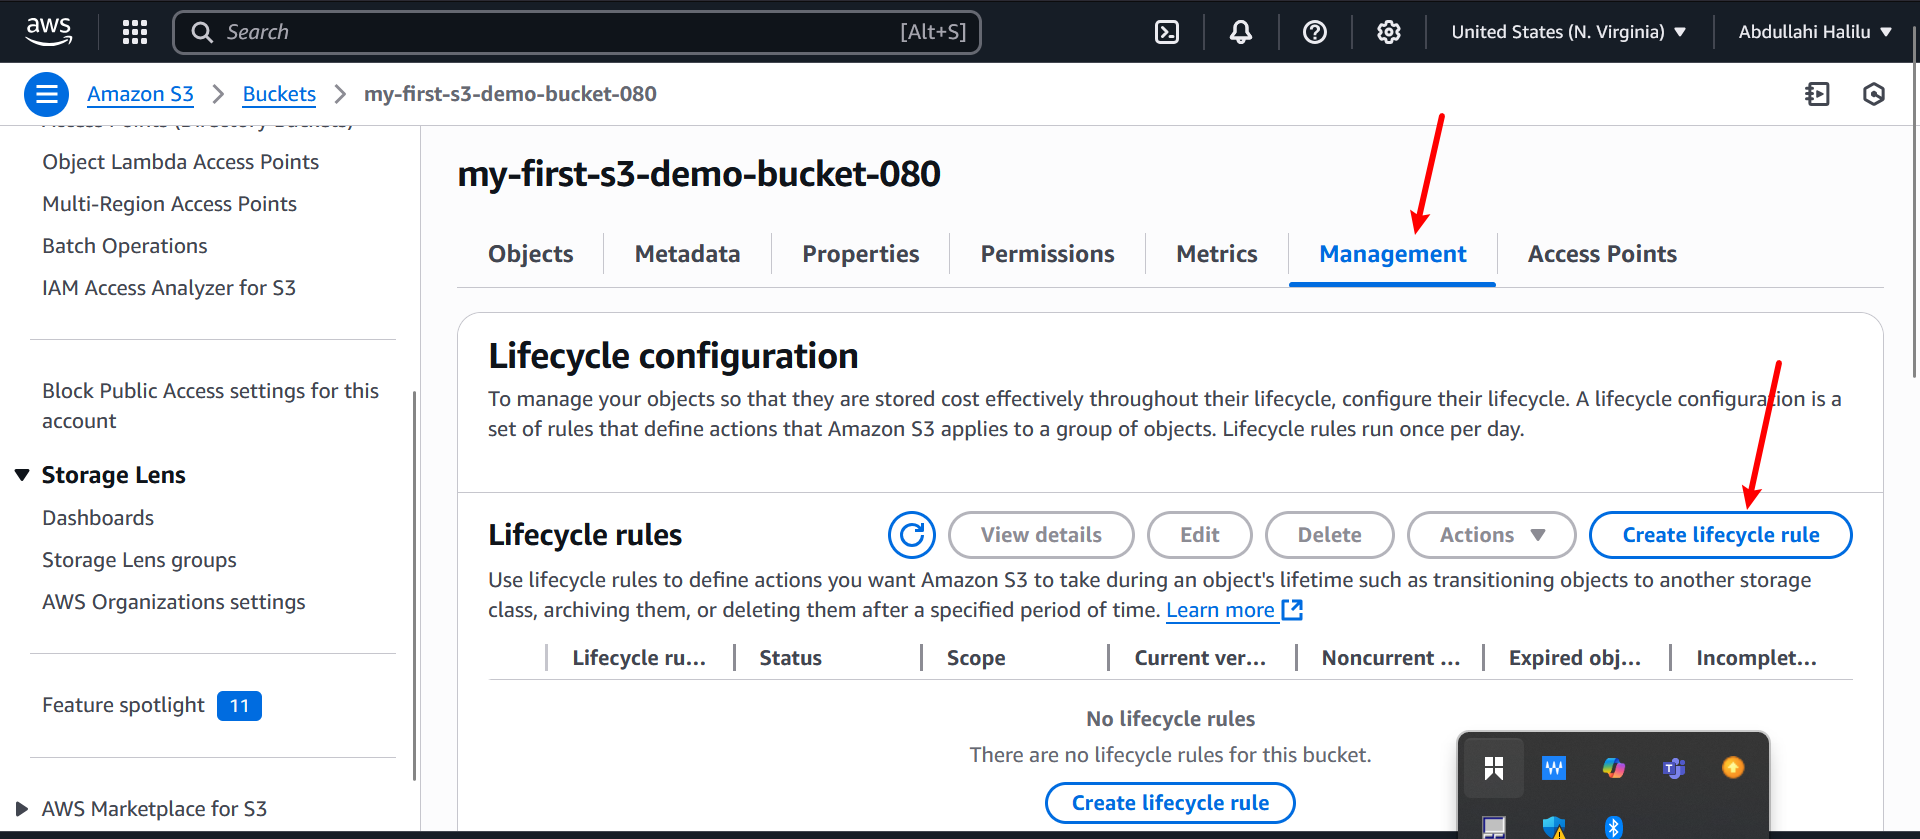 aws
Search [Alt+S]
United States (N. Virginia)
Abdullahi Halilu
Amazon S3 > Buckets > my-first-s3-demo-bucket-080
Access Points (Directory Buckets)
Object Lambda Access Points
Multi-Region Access Points
Batch Operations
IAM Access Analyzer for S3
Block Public Access settings for this
account
Storage Lens
Dashboards
Storage Lens groups
AWS Organizations settings
Feature spotlight 11
AWS Marketplace for S3
my-first-s3-demo-bucket-080
Objects Metadata Properties Permissions Metrics Management Access Points
Lifecycle configuration
To manage your objects so that they are stored cost effectively throughout their lifecycle, configure their lifecycle. A lifecycle configuration is a
set of rules that define actions that Amazon S3 applies to a group of objects. Lifecycle rules run once per day.
Lifecycle rules
View details Edit Delete Actions Create lifecycle rule
Use lifecycle rules to define actions you want Amazon S3 to take during an object's lifetime such as transitioning objects to another storage
class, archiving them, or deleting them after a specified period of time. Learn more
Lifecycle ru... Status Scope Current ver... Noncurrent ... Expired obj... Incomplet...
No lifecycle rules
There are no lifecycle rules for this bucket.
Create lifecycle rule